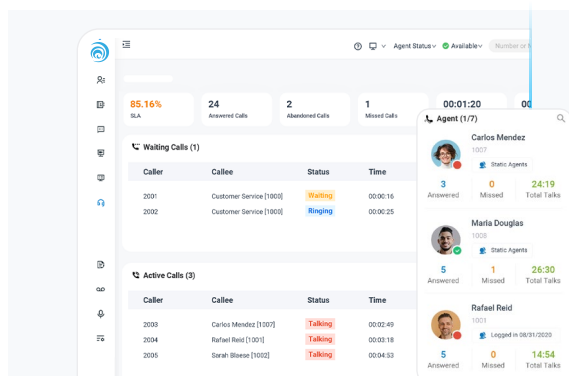 Agent Status
Available
Number or
85.16%
SLA
24
Answered Calls
2
Abandoned Calls
1
Missed Calls
00:01:20
00
Waiting Calls (1)
Caller Callee Status Time
2001 Customer Service [1000] Waiting 00:00:16
2002 Customer Service [1000] Ringing 00:00:25
Active Calls (3)
Caller Callee Status Time
2003 Carlos Mendez [1007] Talking 00:02:49
2004 Rafael Reid [1001] Talking 00:03:18
2005 Sarah Blaese [1002] Talking 00:04:53
Agent (1/7)
Carlos Mendez
1007
Static Agents
3 0 24:19
Answered Missed Total Talks
Maria Douglas
1008
Static Agents
5 1 26:30
Answered Missed Total Talks
Rafael Reid
1001
Logged in 08/31/2020
5 0 14:54
Answered Missed Total Talks